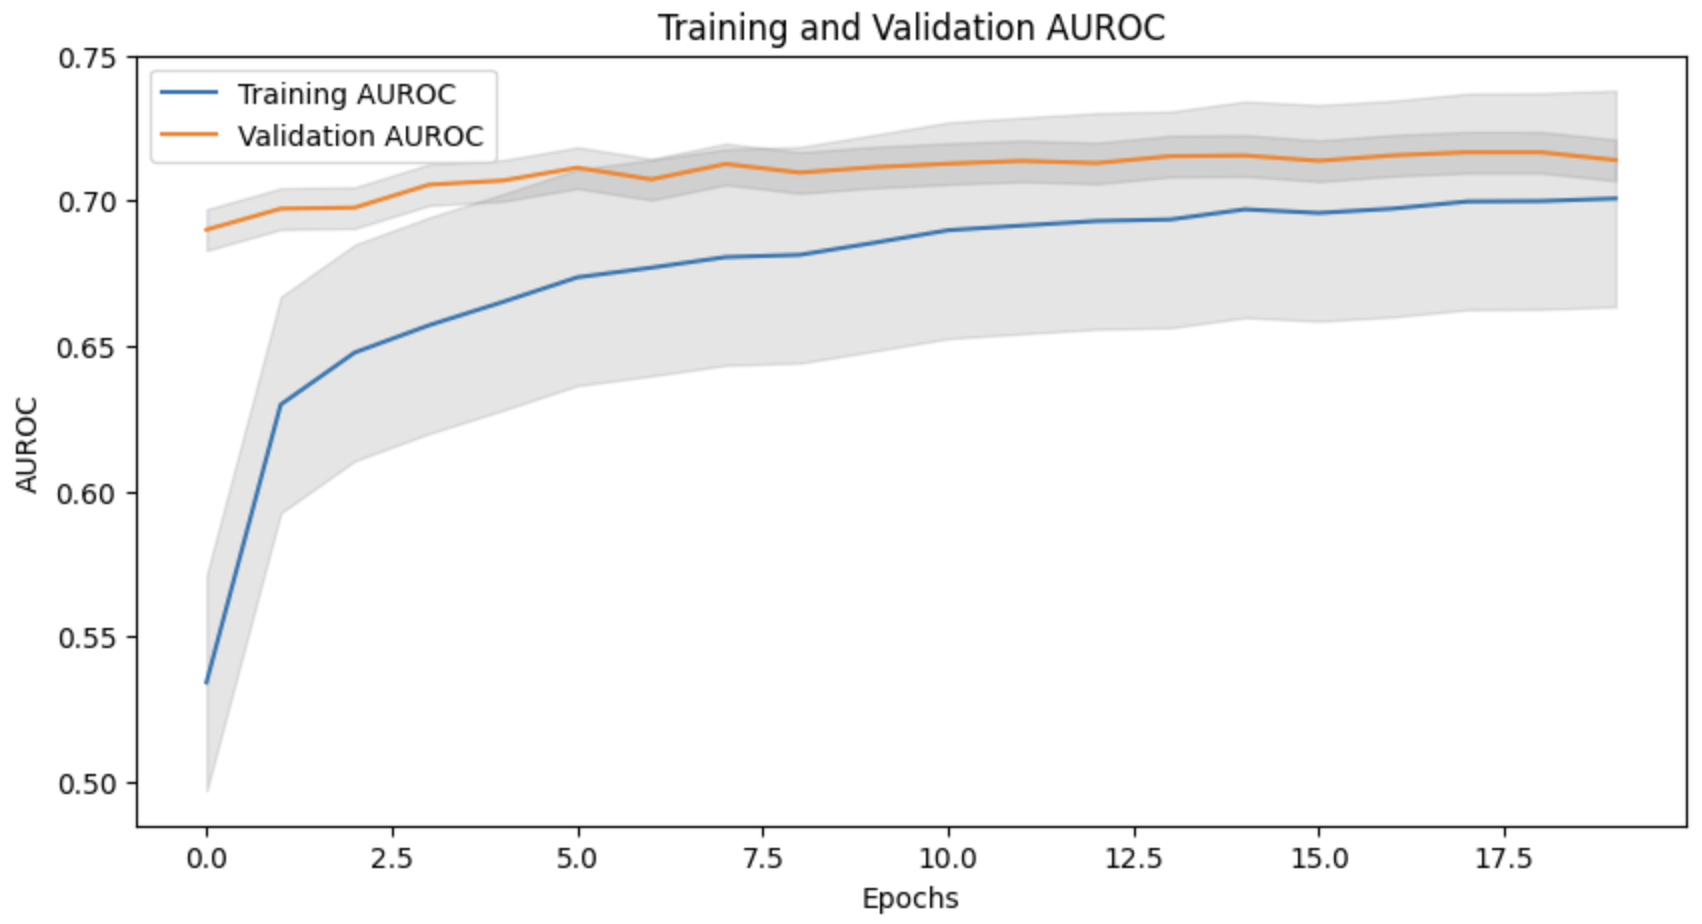 Training and Validation AUROC
0.75
Training AUROC
Validation AUROC
0.70
0.65
0.60
0.55
0.50
AUROC
0.0 2.5 5.0 7.5 10.0 12.5 15.0 17.5
Epochs